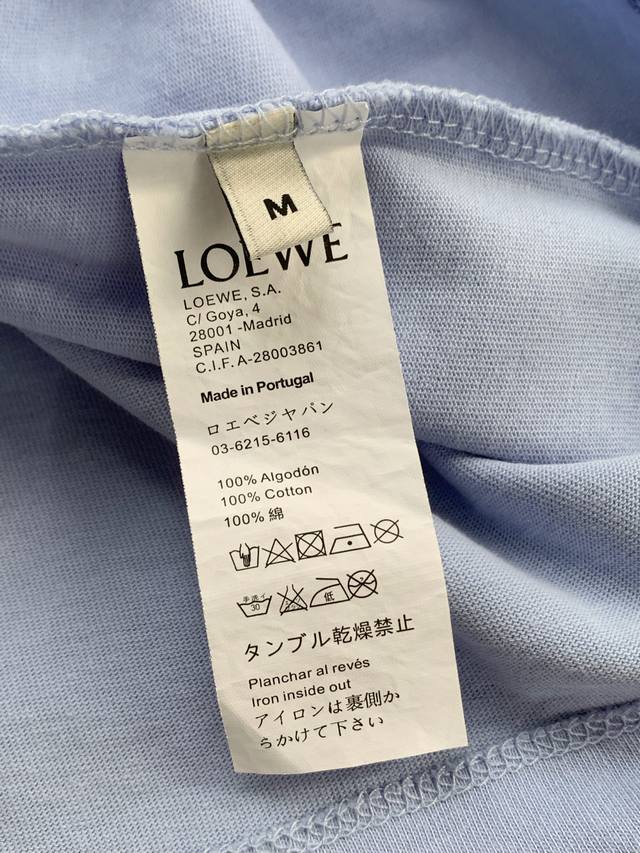 M
LOEWE
LOEWE, S.A.
C/ Goya, 4
28001 -Madrid
SPAIN
C.I.F. A-28003861
Made in Portugal
ロエベジャパン
03-6215-6116
100% Algodón
100% Cotton
100% 綿
30
低
タンブル乾燥禁止
Planchar al revés
Iron inside out
アイロンは裏側か
らかけて下さい